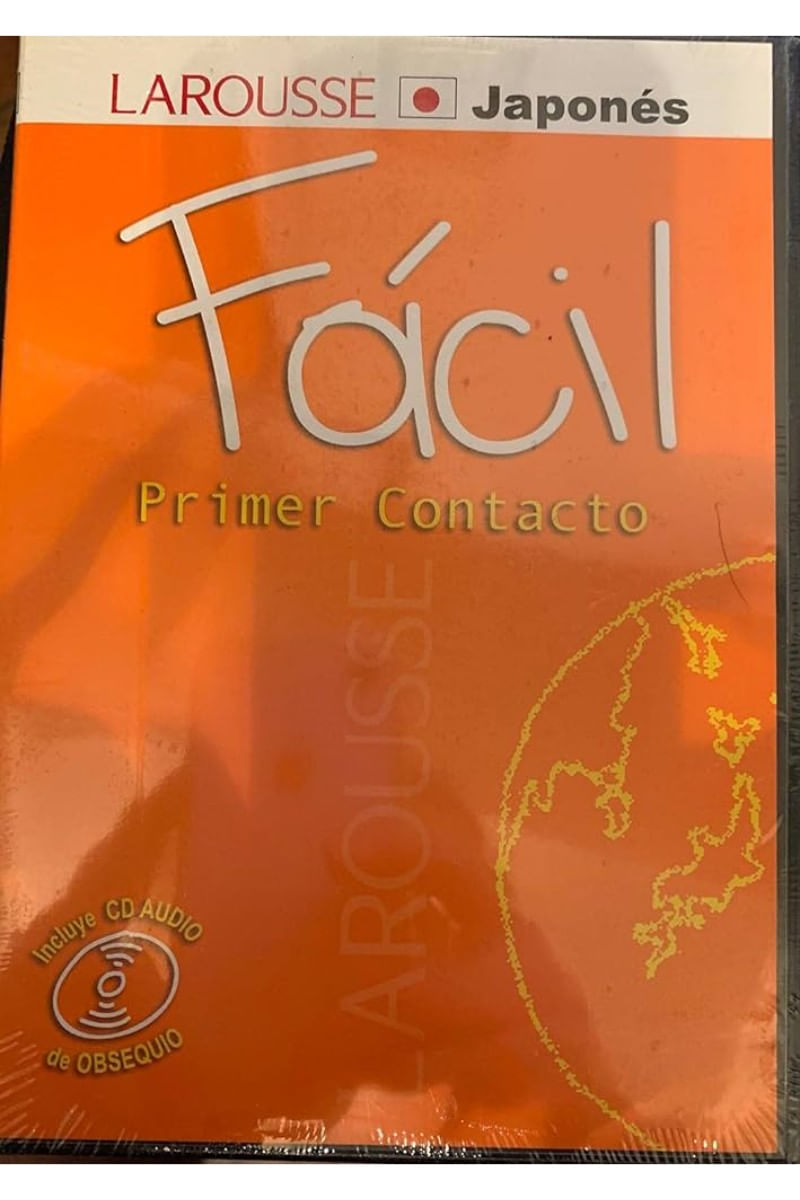 LAROUSSE Japonés
Fácil
Primer Contacto
LAROUSSE
Incluye CD AUDIO
de OBSEQUIO